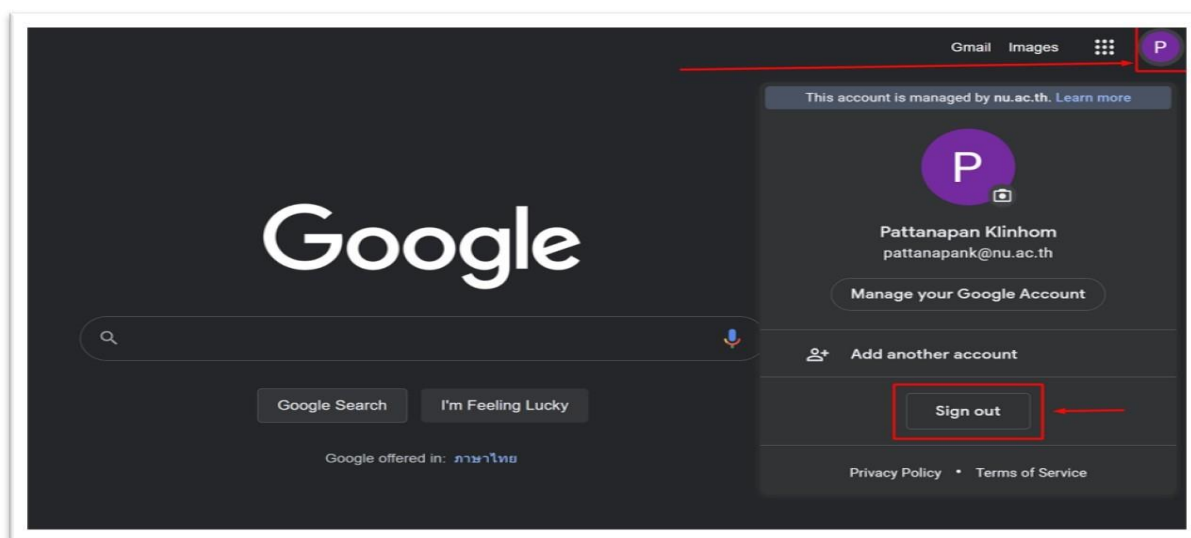 Gmail Images
P
This account is managed by nu.ac.th. Learn more
P
Pattanapan Klinhom
pattanapank@nu.ac.th
Manage your Google Account
Add another account
Sign out
Privacy Policy • Terms of Service
Google
Google Search I'm Feeling Lucky
Google offered in: ภาษาไทย